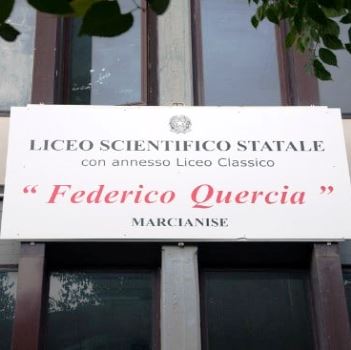 LICEO SCIENTIFICO STATALE
con annesso Liceo Classico
“ Federico Quercia ”
MARCIANISE